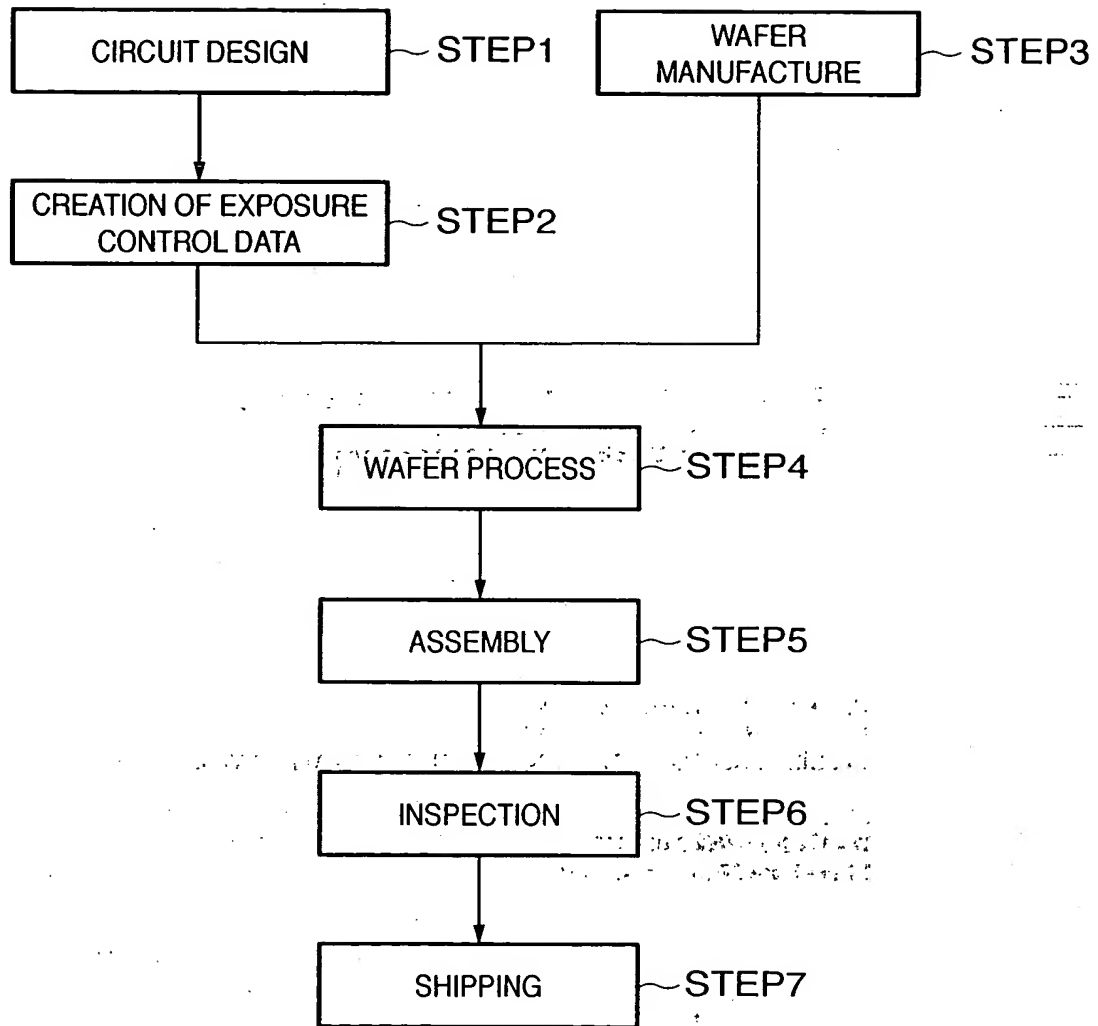 CIRCUIT DESIGN
STEP1
WAFER
MANUFACTURE
STEP3
CREATION OF EXPOSURE
CONTROL DATA
STEP2
WAFER PROCESS
STEP4
ASSEMBLY
STEP5
INSPECTION
STEP6
SHIPPING
STEP7